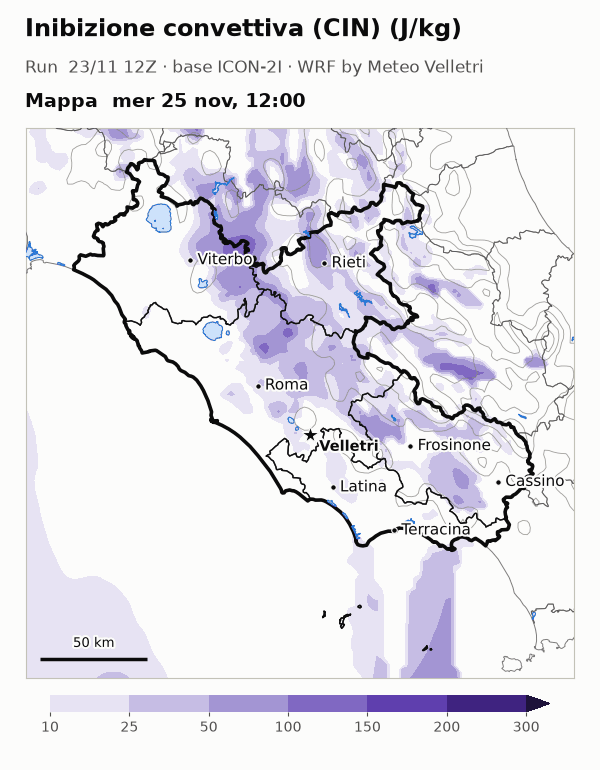 Inibizione convettiva (CIN) (J/kg)
Run  23/11 12Z · base ICON-2I · WRF by Meteo Velletri
Mappa  mer 25 nov, 12:00
Viterbo
Rieti
Roma
Velletri
Frosinone
Latina
Cassino
Terracina
50 km
10 25 50 100 150 200 300